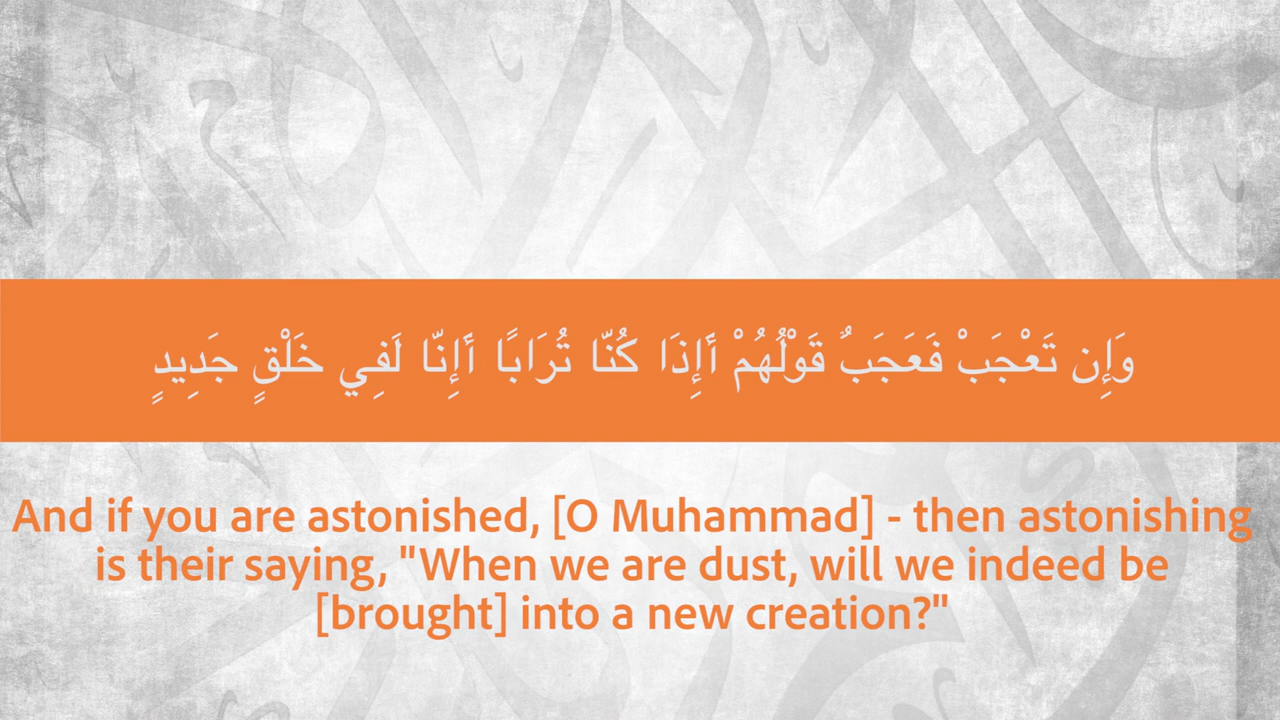 وَإِن تَعْجَبْ فَعَجَبٌ قَوْلُهُمْ أَإِذَا كُنَّا تُرَابًا أَإِنَّا لَفِي خَلْقٍ جَدِيدٍ
And if you are astonished, [O Muhammad] - then astonishing
is their saying, "When we are dust, will we indeed be
[brought] into a new creation?"